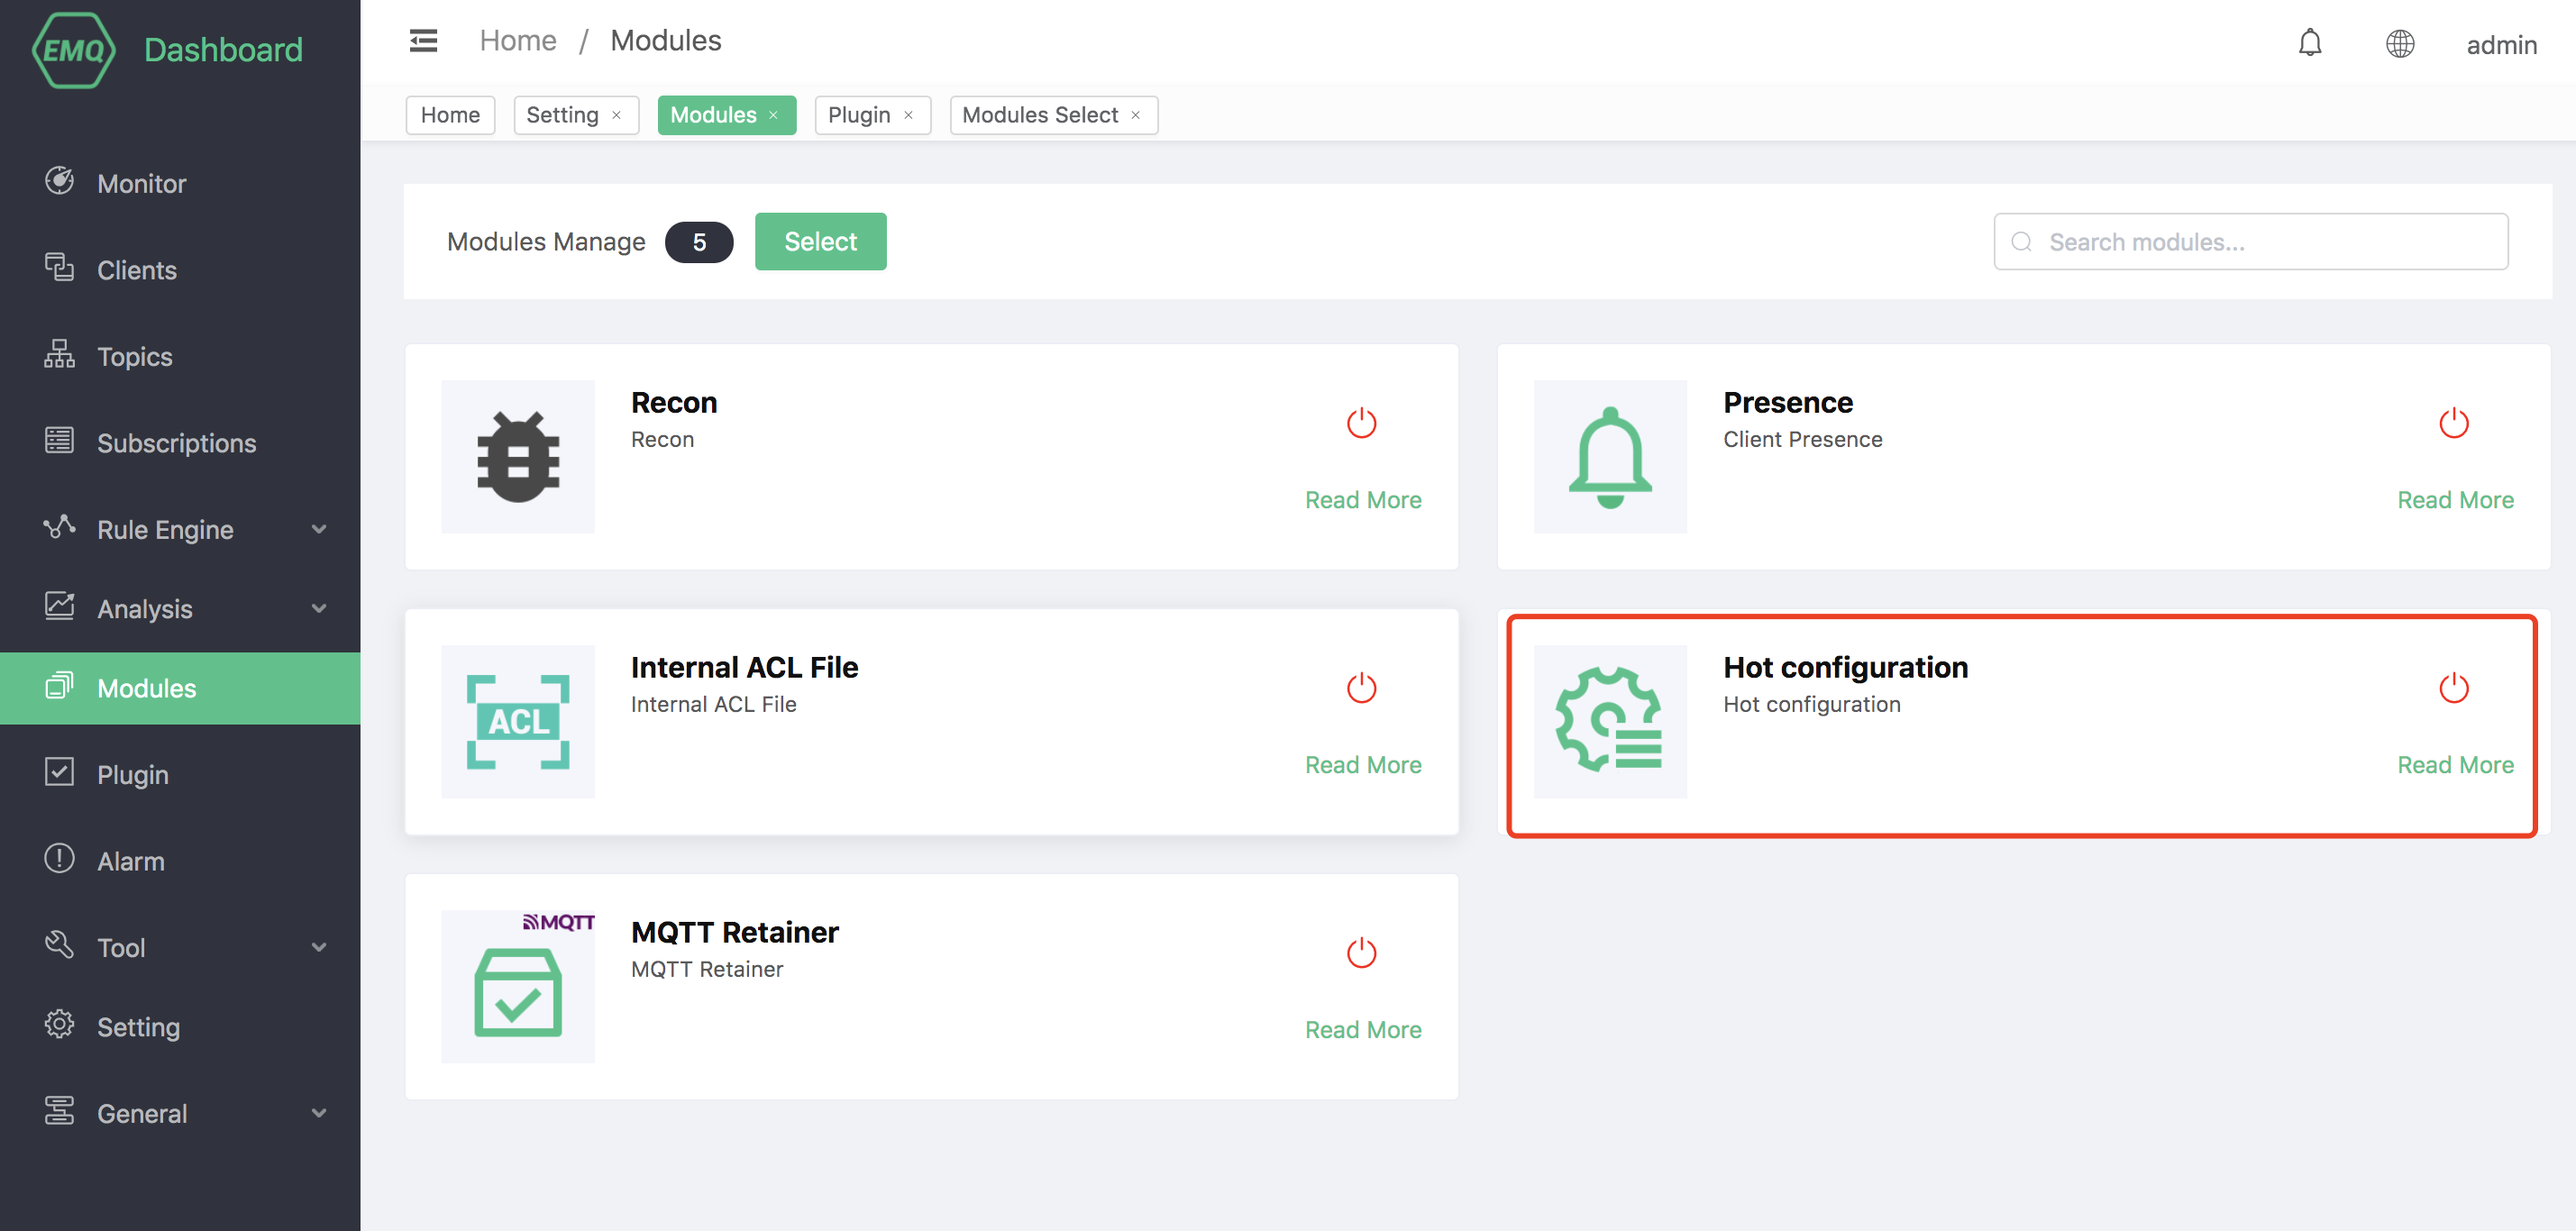 EMQ Dashboard
Monitor
Clients
Topics
Subscriptions
Rule Engine
Analysis
Modules
Plugin
Alarm
Tool
Setting
General
Home / Modules
admin
Home
Setting ×
Modules ×
Plugin ×
Modules Select ×
Modules Manage 5 Select
Search modules...
Recon
Recon
Read More
Presence
Client Presence
Read More
ACL
Internal ACL File
Internal ACL File
Read More
Hot configuration
Hot configuration
Read More
MQTT
MQTT Retainer
MQTT Retainer
Read More